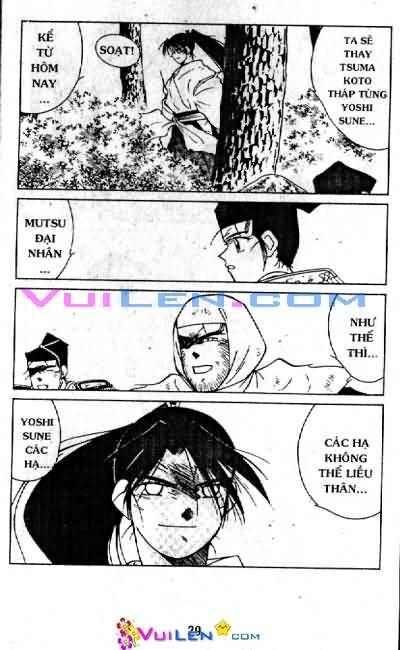 KỂ
TỪ
HÔM
NAY
...
SOẠT!
TA SẼ
THAY
TSUMA
KOTO
THÁP TÙNG
YOSHI
SUNE...
MUTSU
ĐẠI
NHÂN
...
VUILEN.COM
NHƯ
THẾ
THÌ...
YOSHI
SUNE
CÁC
HẠ...
CÁC HẠ
KHÔNG
THỂ LIỀU
THÂN...
29
VUILEN
.COM